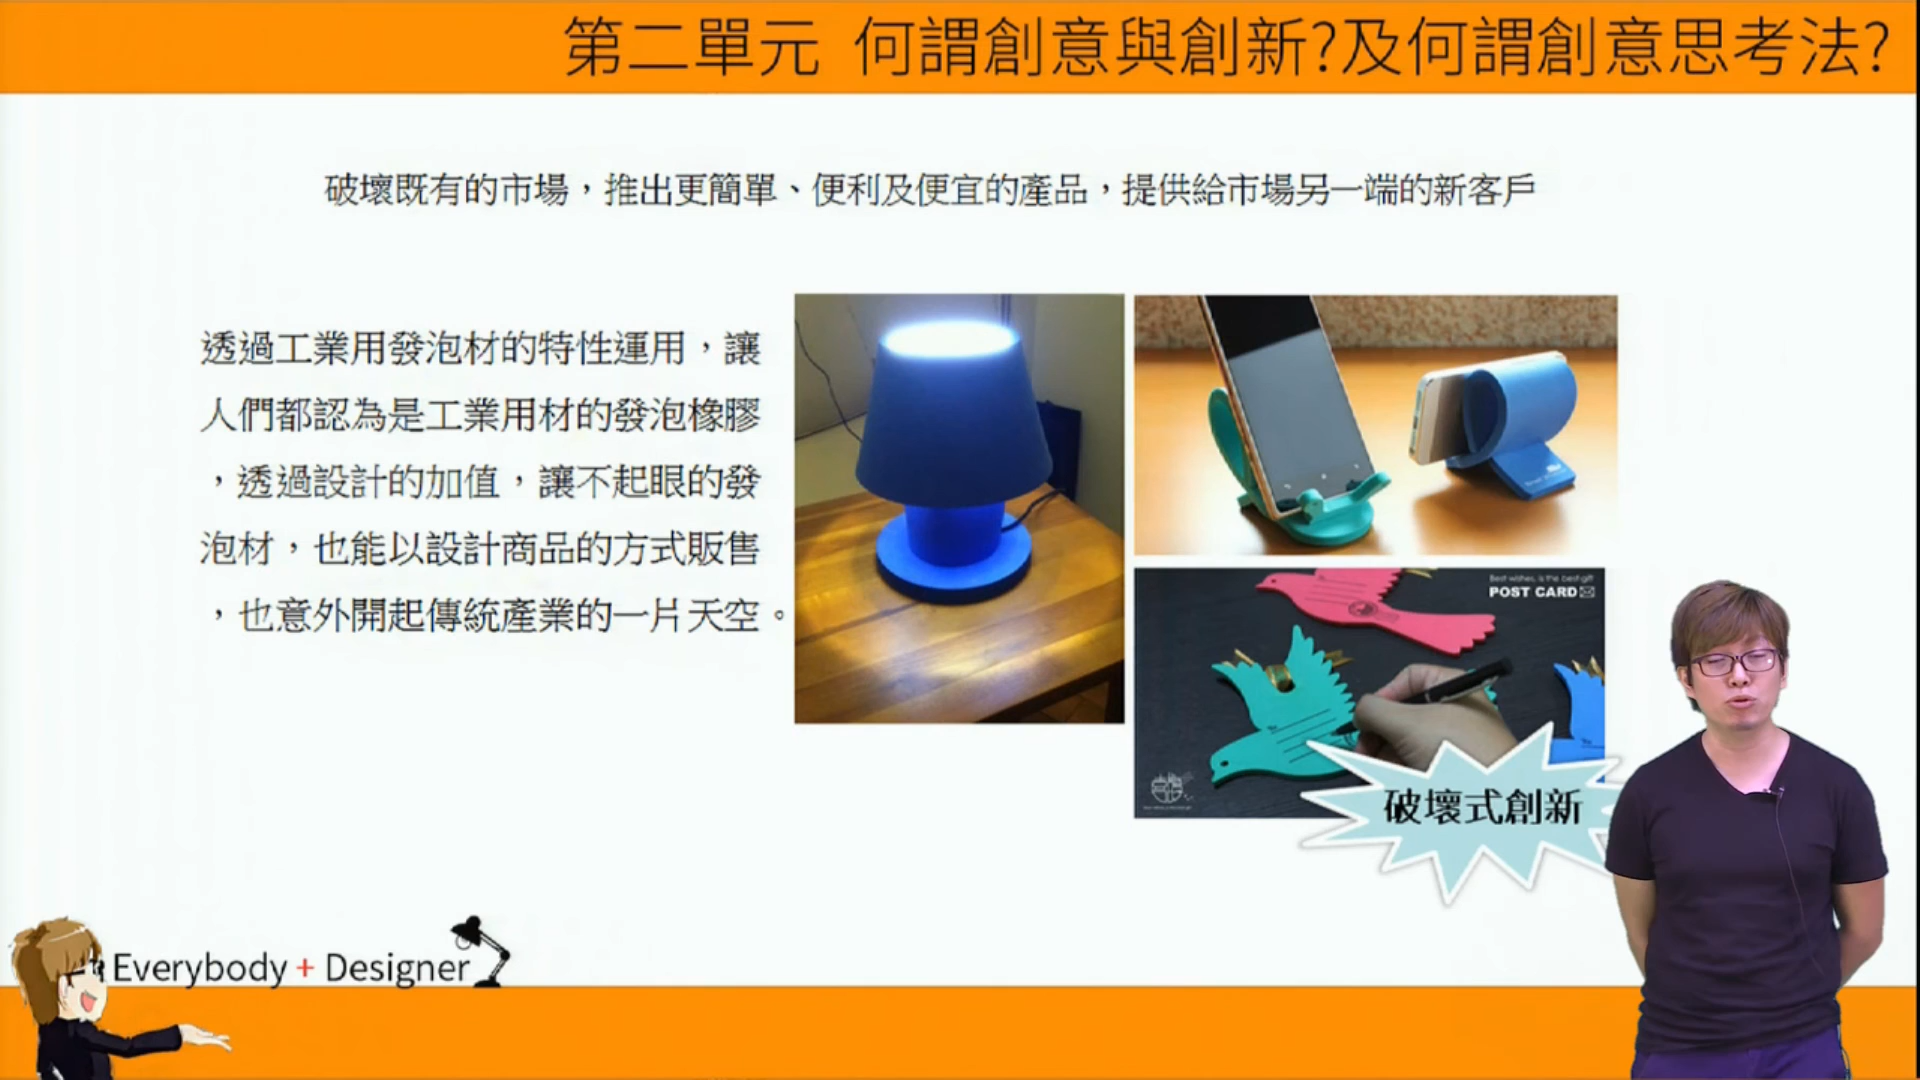 第二單元 何謂創意與創新?及何謂創意思考法?
破壞既有的市場，推出更簡單、便利及便宜的產品，提供給市場另一端的新客戶
透過工業用發泡材的特性運用，讓
人們都認為是工業用材的發泡橡膠
，透過設計的加值，讓不起眼的發
泡材，也能以設計商品的方式販售
，也意外開起傳統產業的一片天空。
Best wishes, is the best gift
POST CARD
破壞式創新
Everybody + Designer